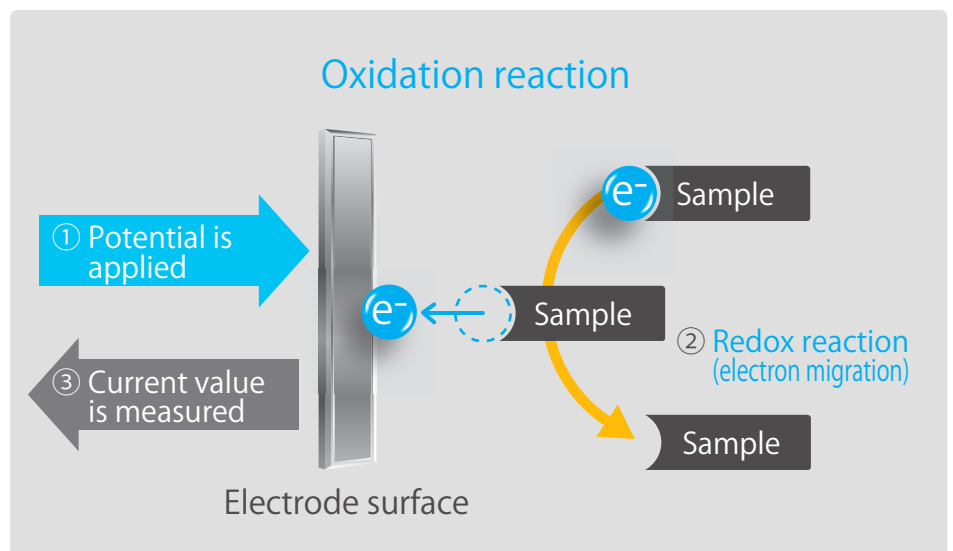 Oxidation reaction
e⁻ Sample
① Potential is
applied
e⁻
Sample
② Redox reaction
(electron migration)
③ Current value
is measured
Sample
Electrode surface